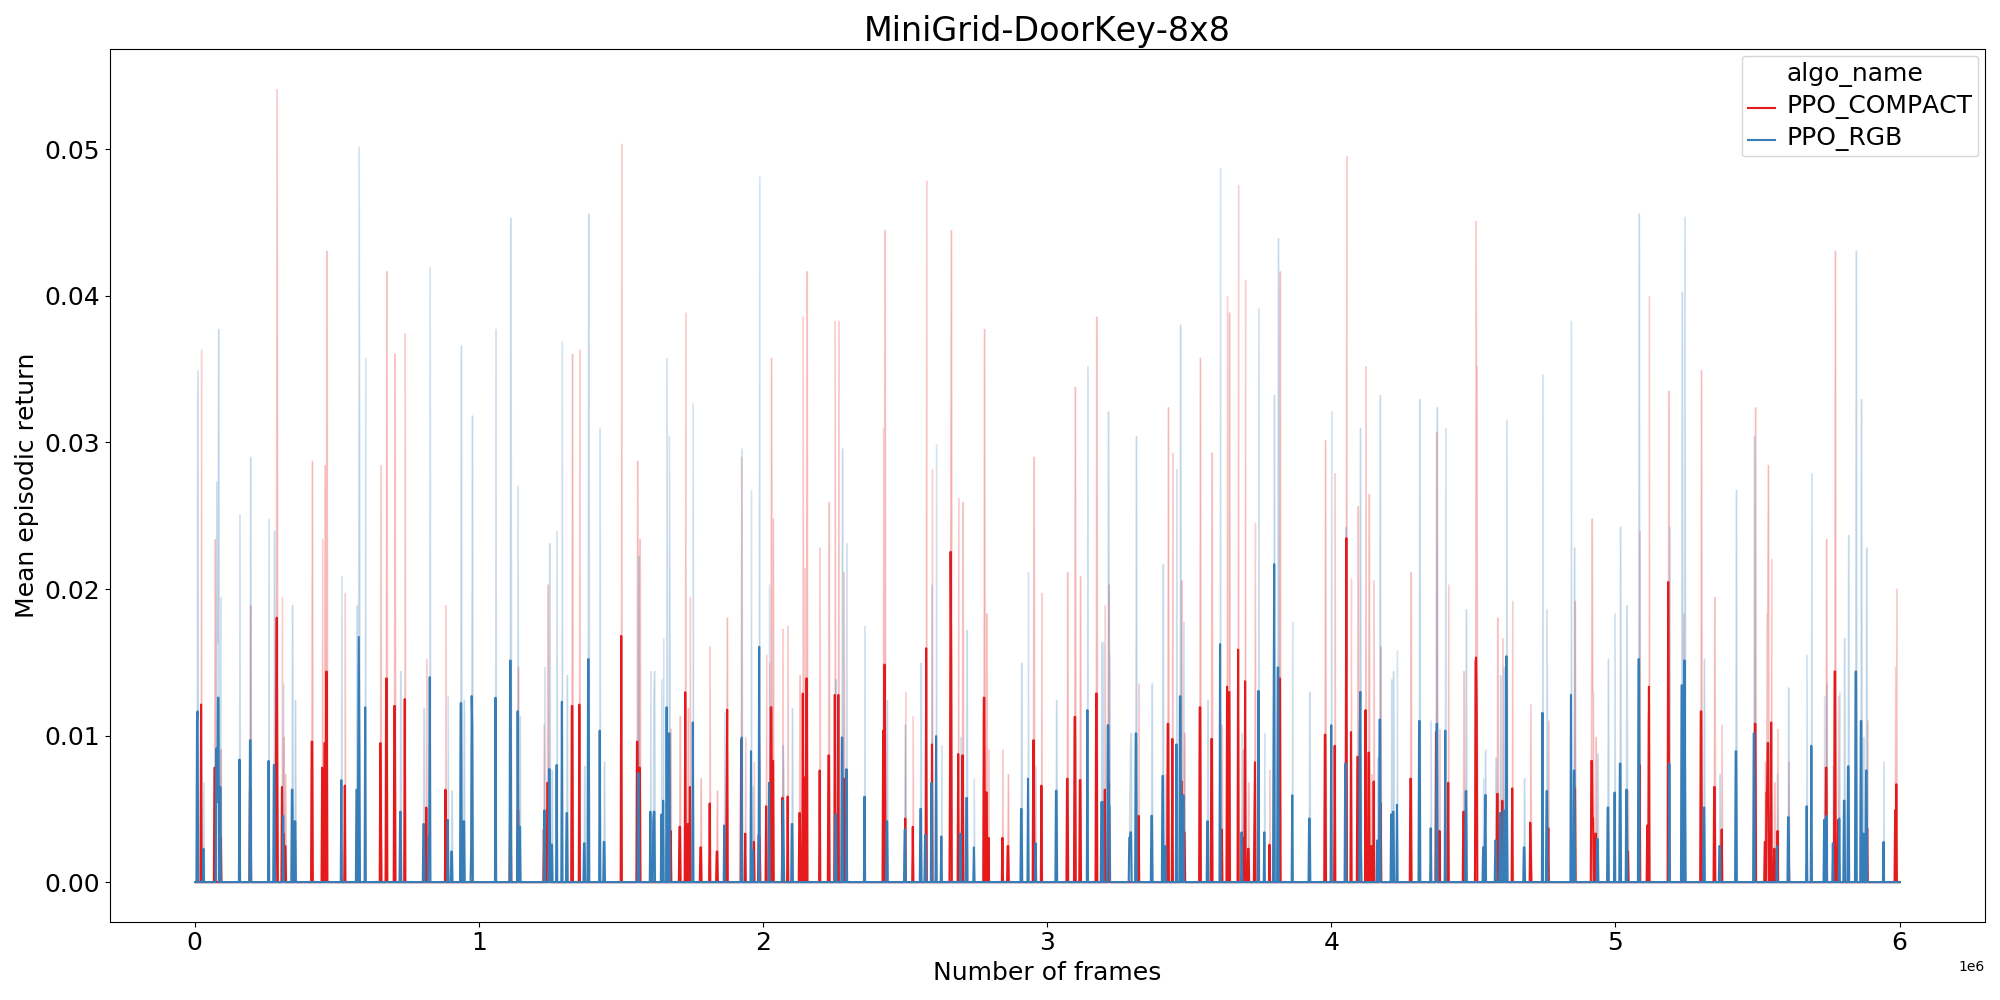 MiniGrid-DoorKey-8x8
algo_name
PPO_COMPACT
PPO_RGB
Mean episodic return
0.05
0.04
0.03
0.02
0.01
0.00
0 1 2 3 4 5 6
Number of frames
1e6